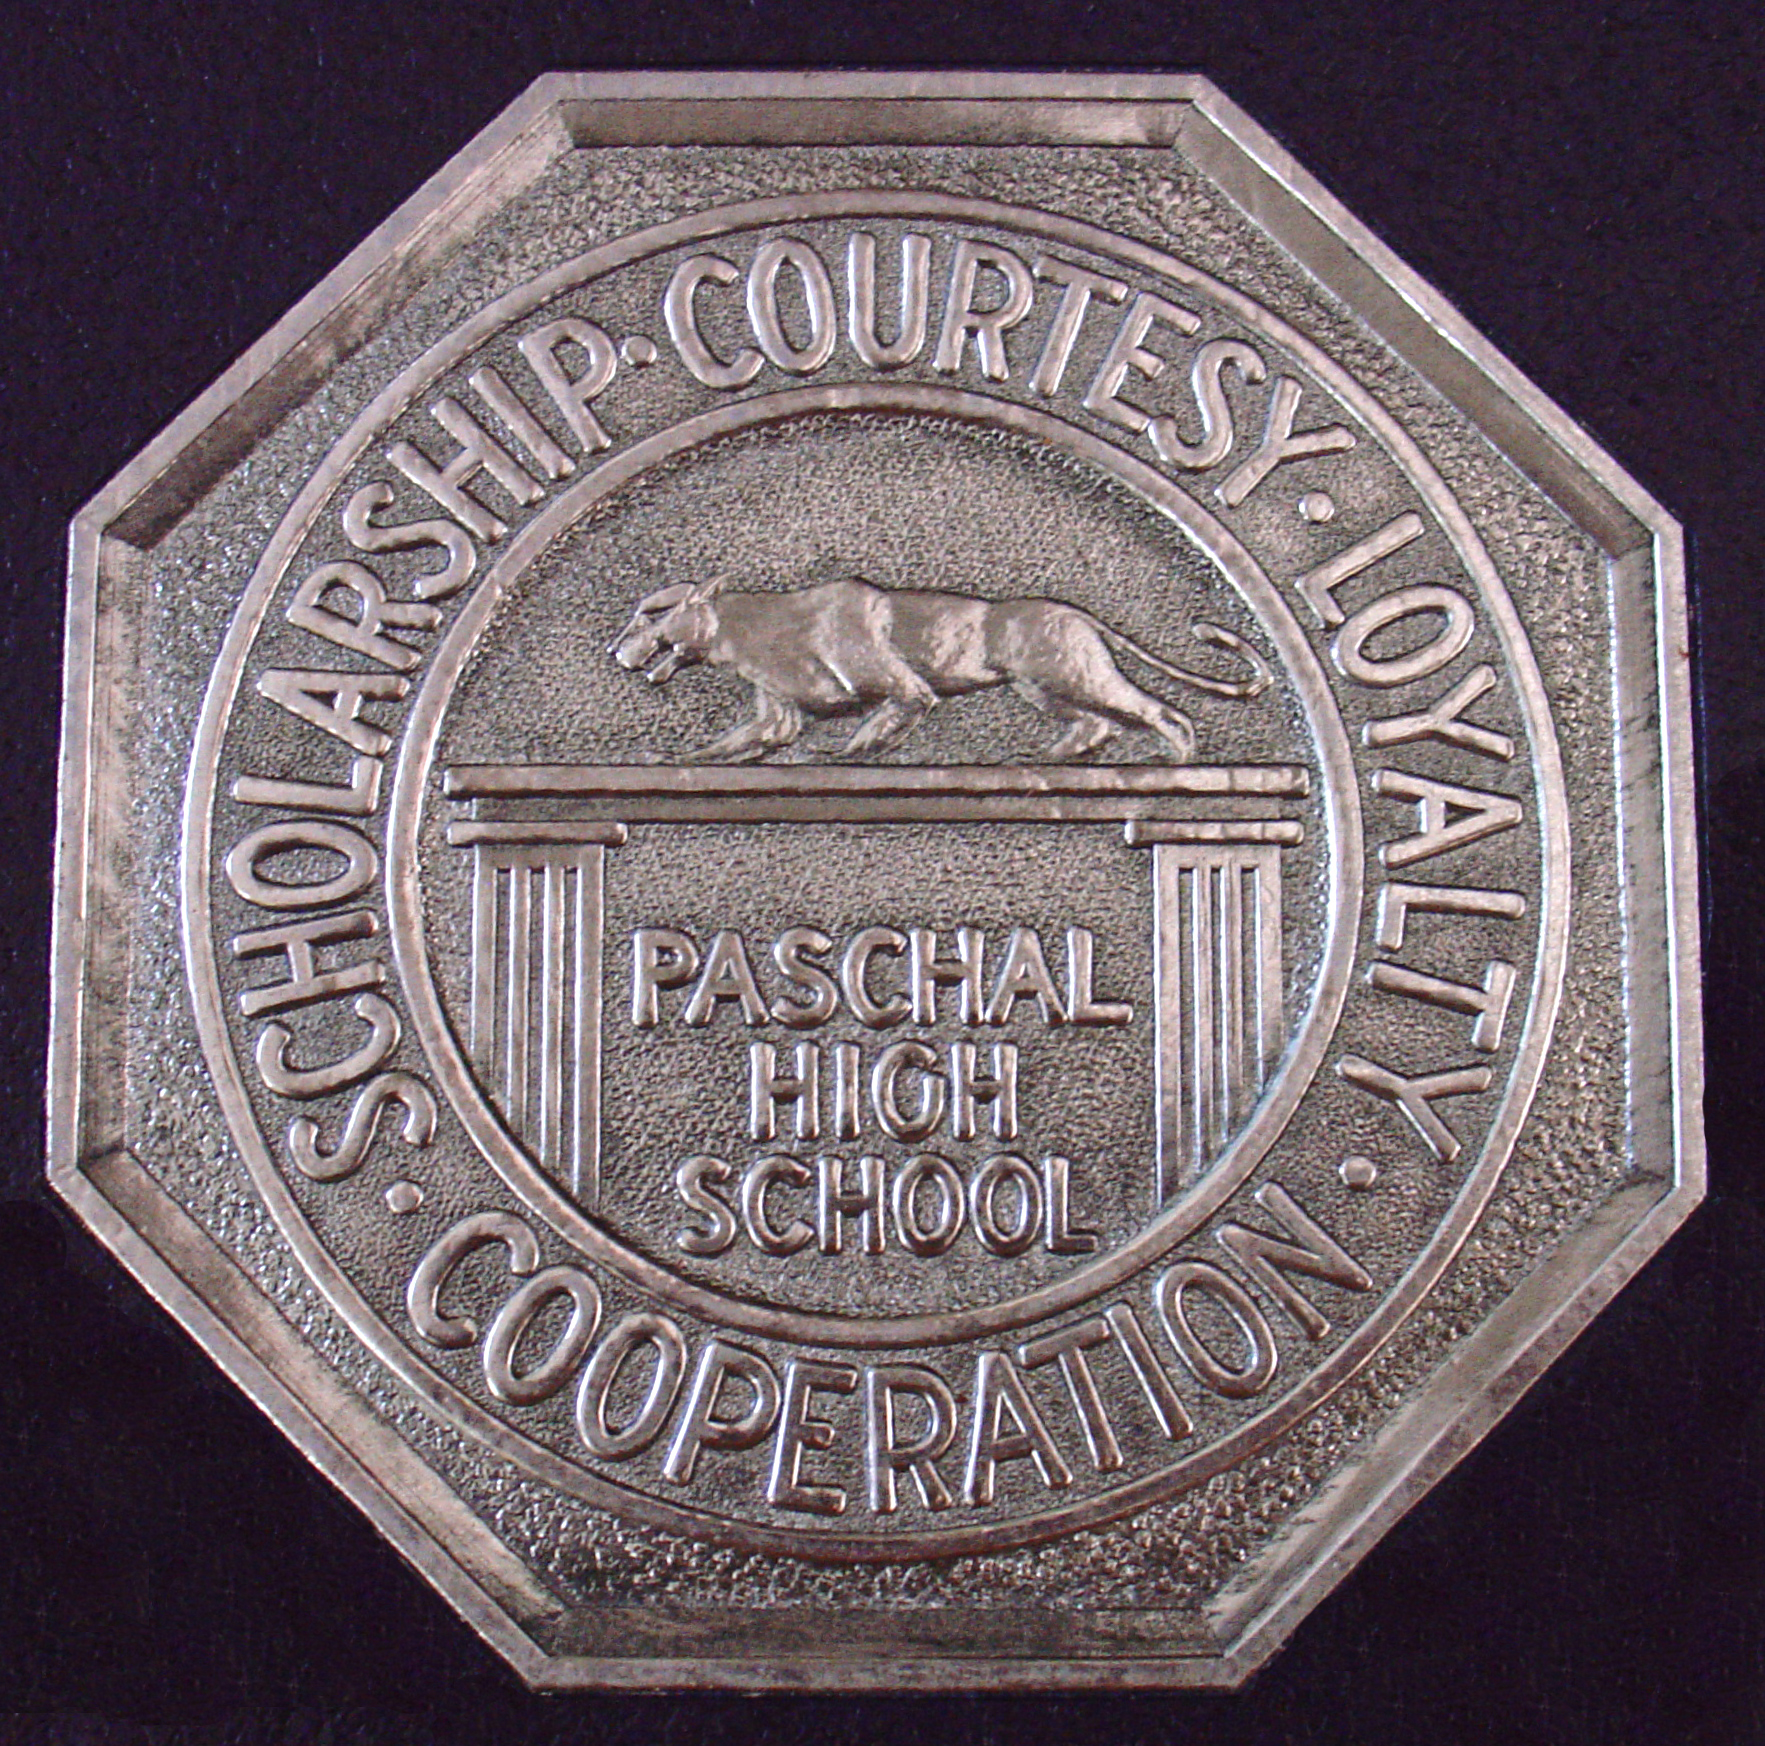 SCHOLARSHIP · COURTESY · LOYALTY ·
COOPERATION ·
PASCHAL
HIGH
SCHOOL